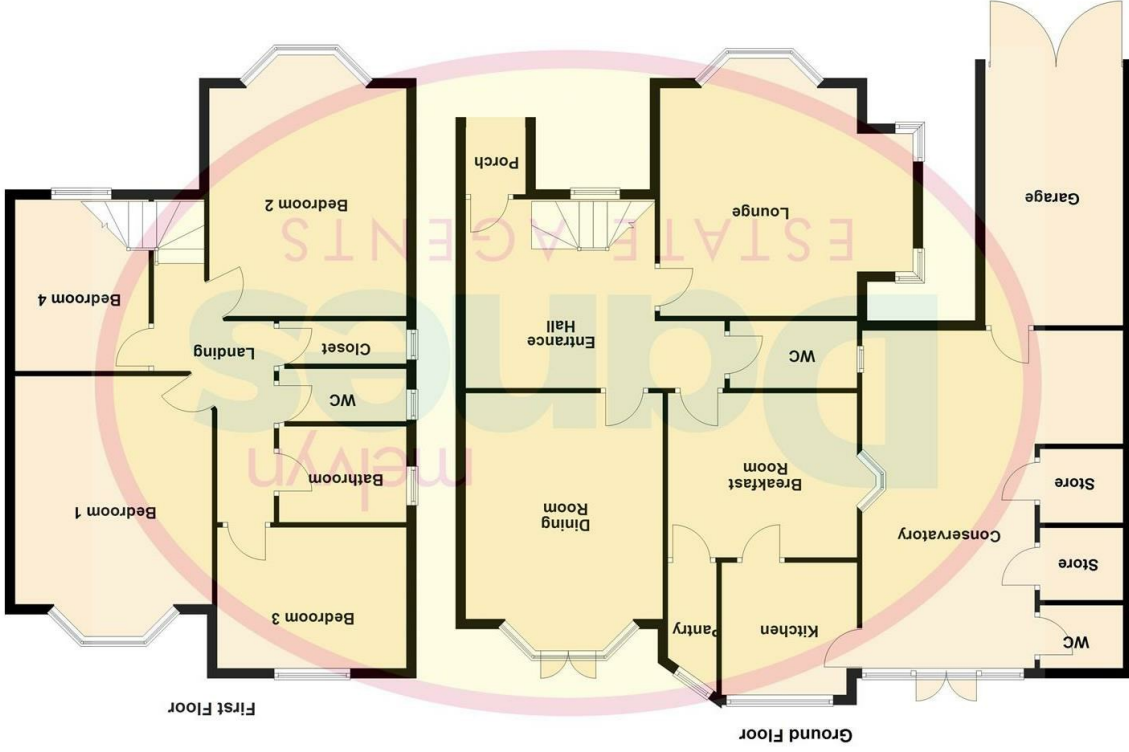 Ground Floor
First Floor
WC
Store
Store
Conservatory
Garage
Kitchen
Pantry
Breakfast
Room
Dining
Room
WC
Entrance
Hall
Lounge
Porch
Bedroom 3
Bathroom
WC
Closet
Landing
Bedroom 1
Bedroom 4
Bedroom 2
melvyn
Danes
ESTATE AGENTS